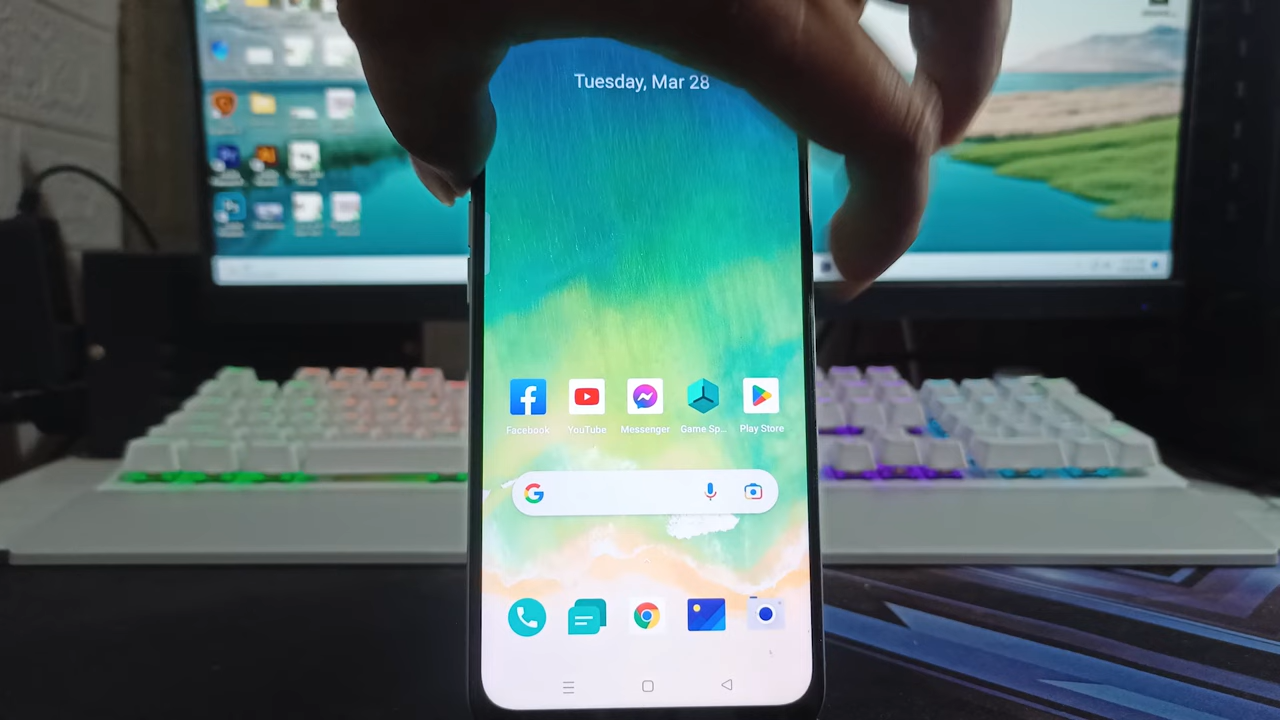 Tuesday, Mar 28
Facebook
YouTube
Messenger
Game Sp...
Play Store